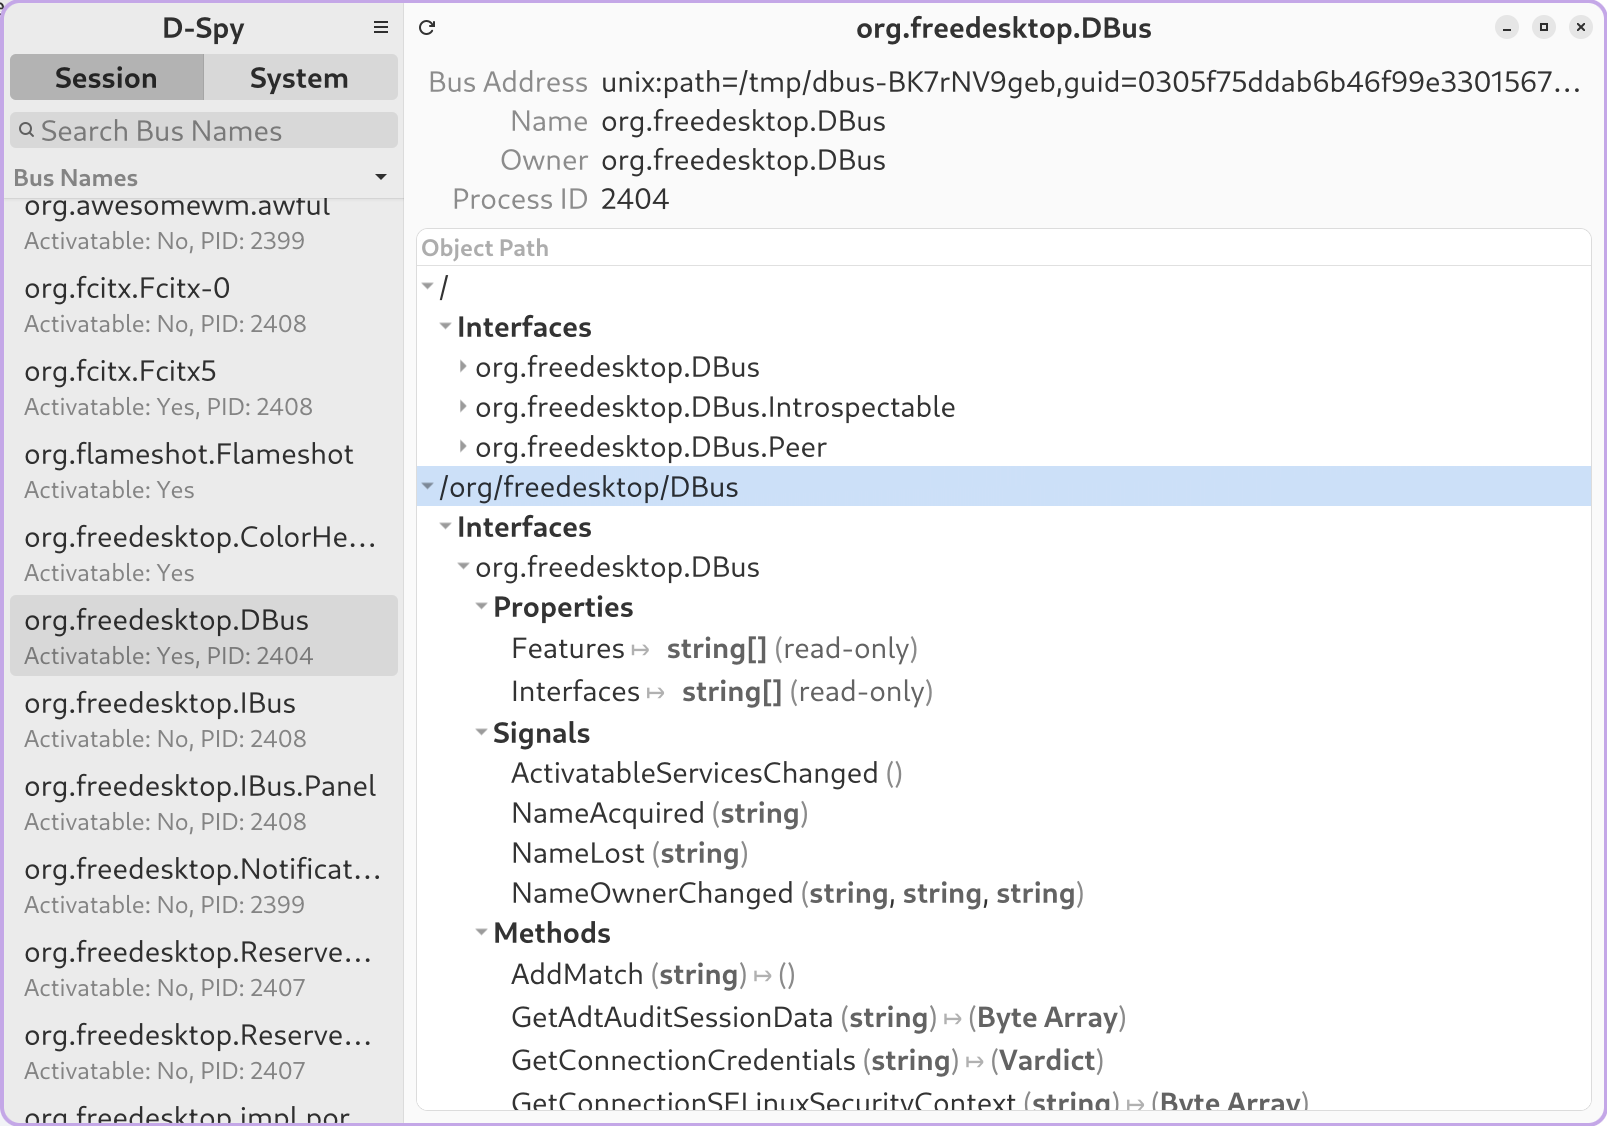 D-Spy
Session
System
Search Bus Names
Bus Names
org.awesomewm.awful
Activatable: No, PID: 2399
org.fcitx.Fcitx-0
Activatable: No, PID: 2408
org.fcitx.Fcitx5
Activatable: Yes, PID: 2408
org.flameshot.Flameshot
Activatable: Yes
org.freedesktop.ColorHe...
Activatable: Yes
org.freedesktop.DBus
Activatable: Yes, PID: 2404
org.freedesktop.IBus
Activatable: No, PID: 2408
org.freedesktop.IBus.Panel
Activatable: No, PID: 2408
org.freedesktop.Notificat...
Activatable: No, PID: 2399
org.freedesktop.Reserve...
Activatable: No, PID: 2407
org.freedesktop.Reserve...
Activatable: No, PID: 2407
org.freedesktop.impl.por
org.freedesktop.DBus
Bus Address unix:path=/tmp/dbus-BK7rNV9geb,guid=0305f75ddab6b46f99e3301567...
Name org.freedesktop.DBus
Owner org.freedesktop.DBus
Process ID 2404
Object Path
/
Interfaces
org.freedesktop.DBus
org.freedesktop.DBus.Introspectable
org.freedesktop.DBus.Peer
/org/freedesktop/DBus
Interfaces
org.freedesktop.DBus
Properties
Features ↦ string[] (read-only)
Interfaces ↦ string[] (read-only)
Signals
ActivatableServicesChanged ()
NameAcquired (string)
NameLost (string)
NameOwnerChanged (string, string, string)
Methods
AddMatch (string) ↦ ()
GetAdtAuditSessionData (string) ↦ (Byte Array)
GetConnectionCredentials (string) ↦ (Vardict)
GetConnectionSELinuxSecurityContext (string) ↦ (Byte Array)